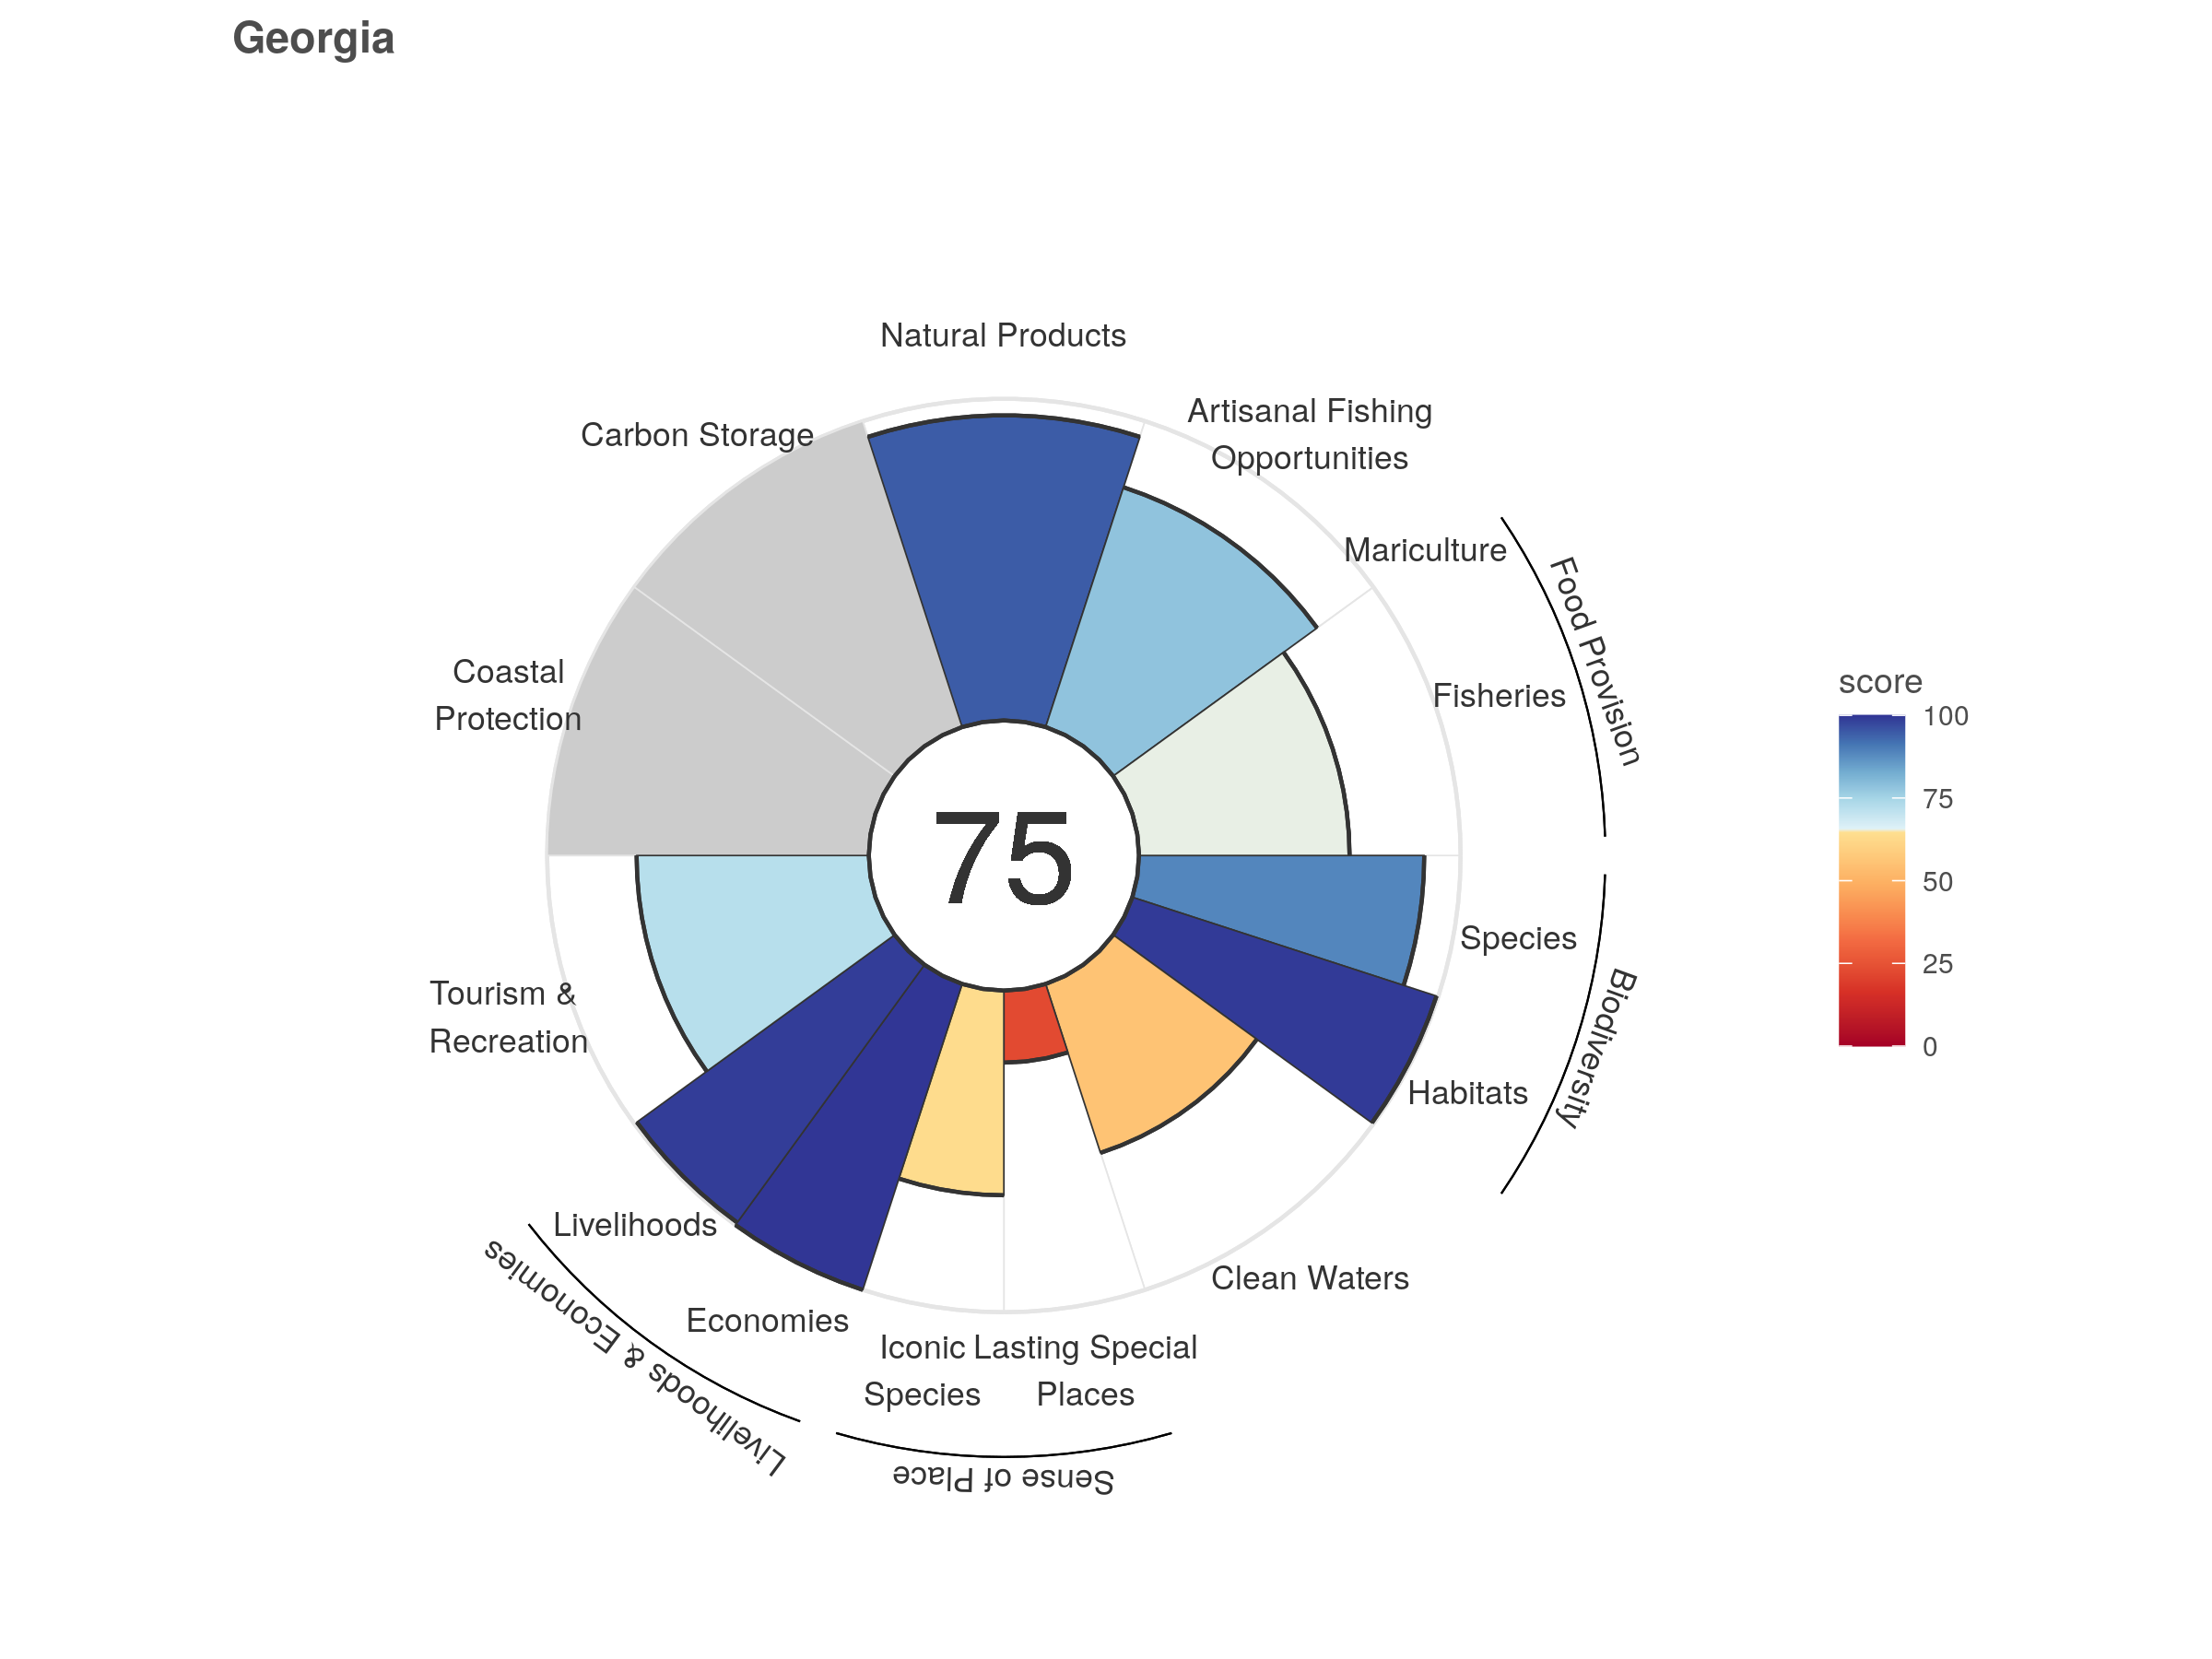 Georgia
Natural Products
Artisanal Fishing
Opportunities
Carbon Storage
Mariculture
Food Provision
Fisheries
Coastal
Protection
score
100
75
50
25
0
75
Species
Biodiversity
Habitats
Tourism &
Recreation
Livelihoods
Livelihoods & Economies
Economies
Clean Waters
Iconic
Species
Lasting Special
Places
Sense of Place